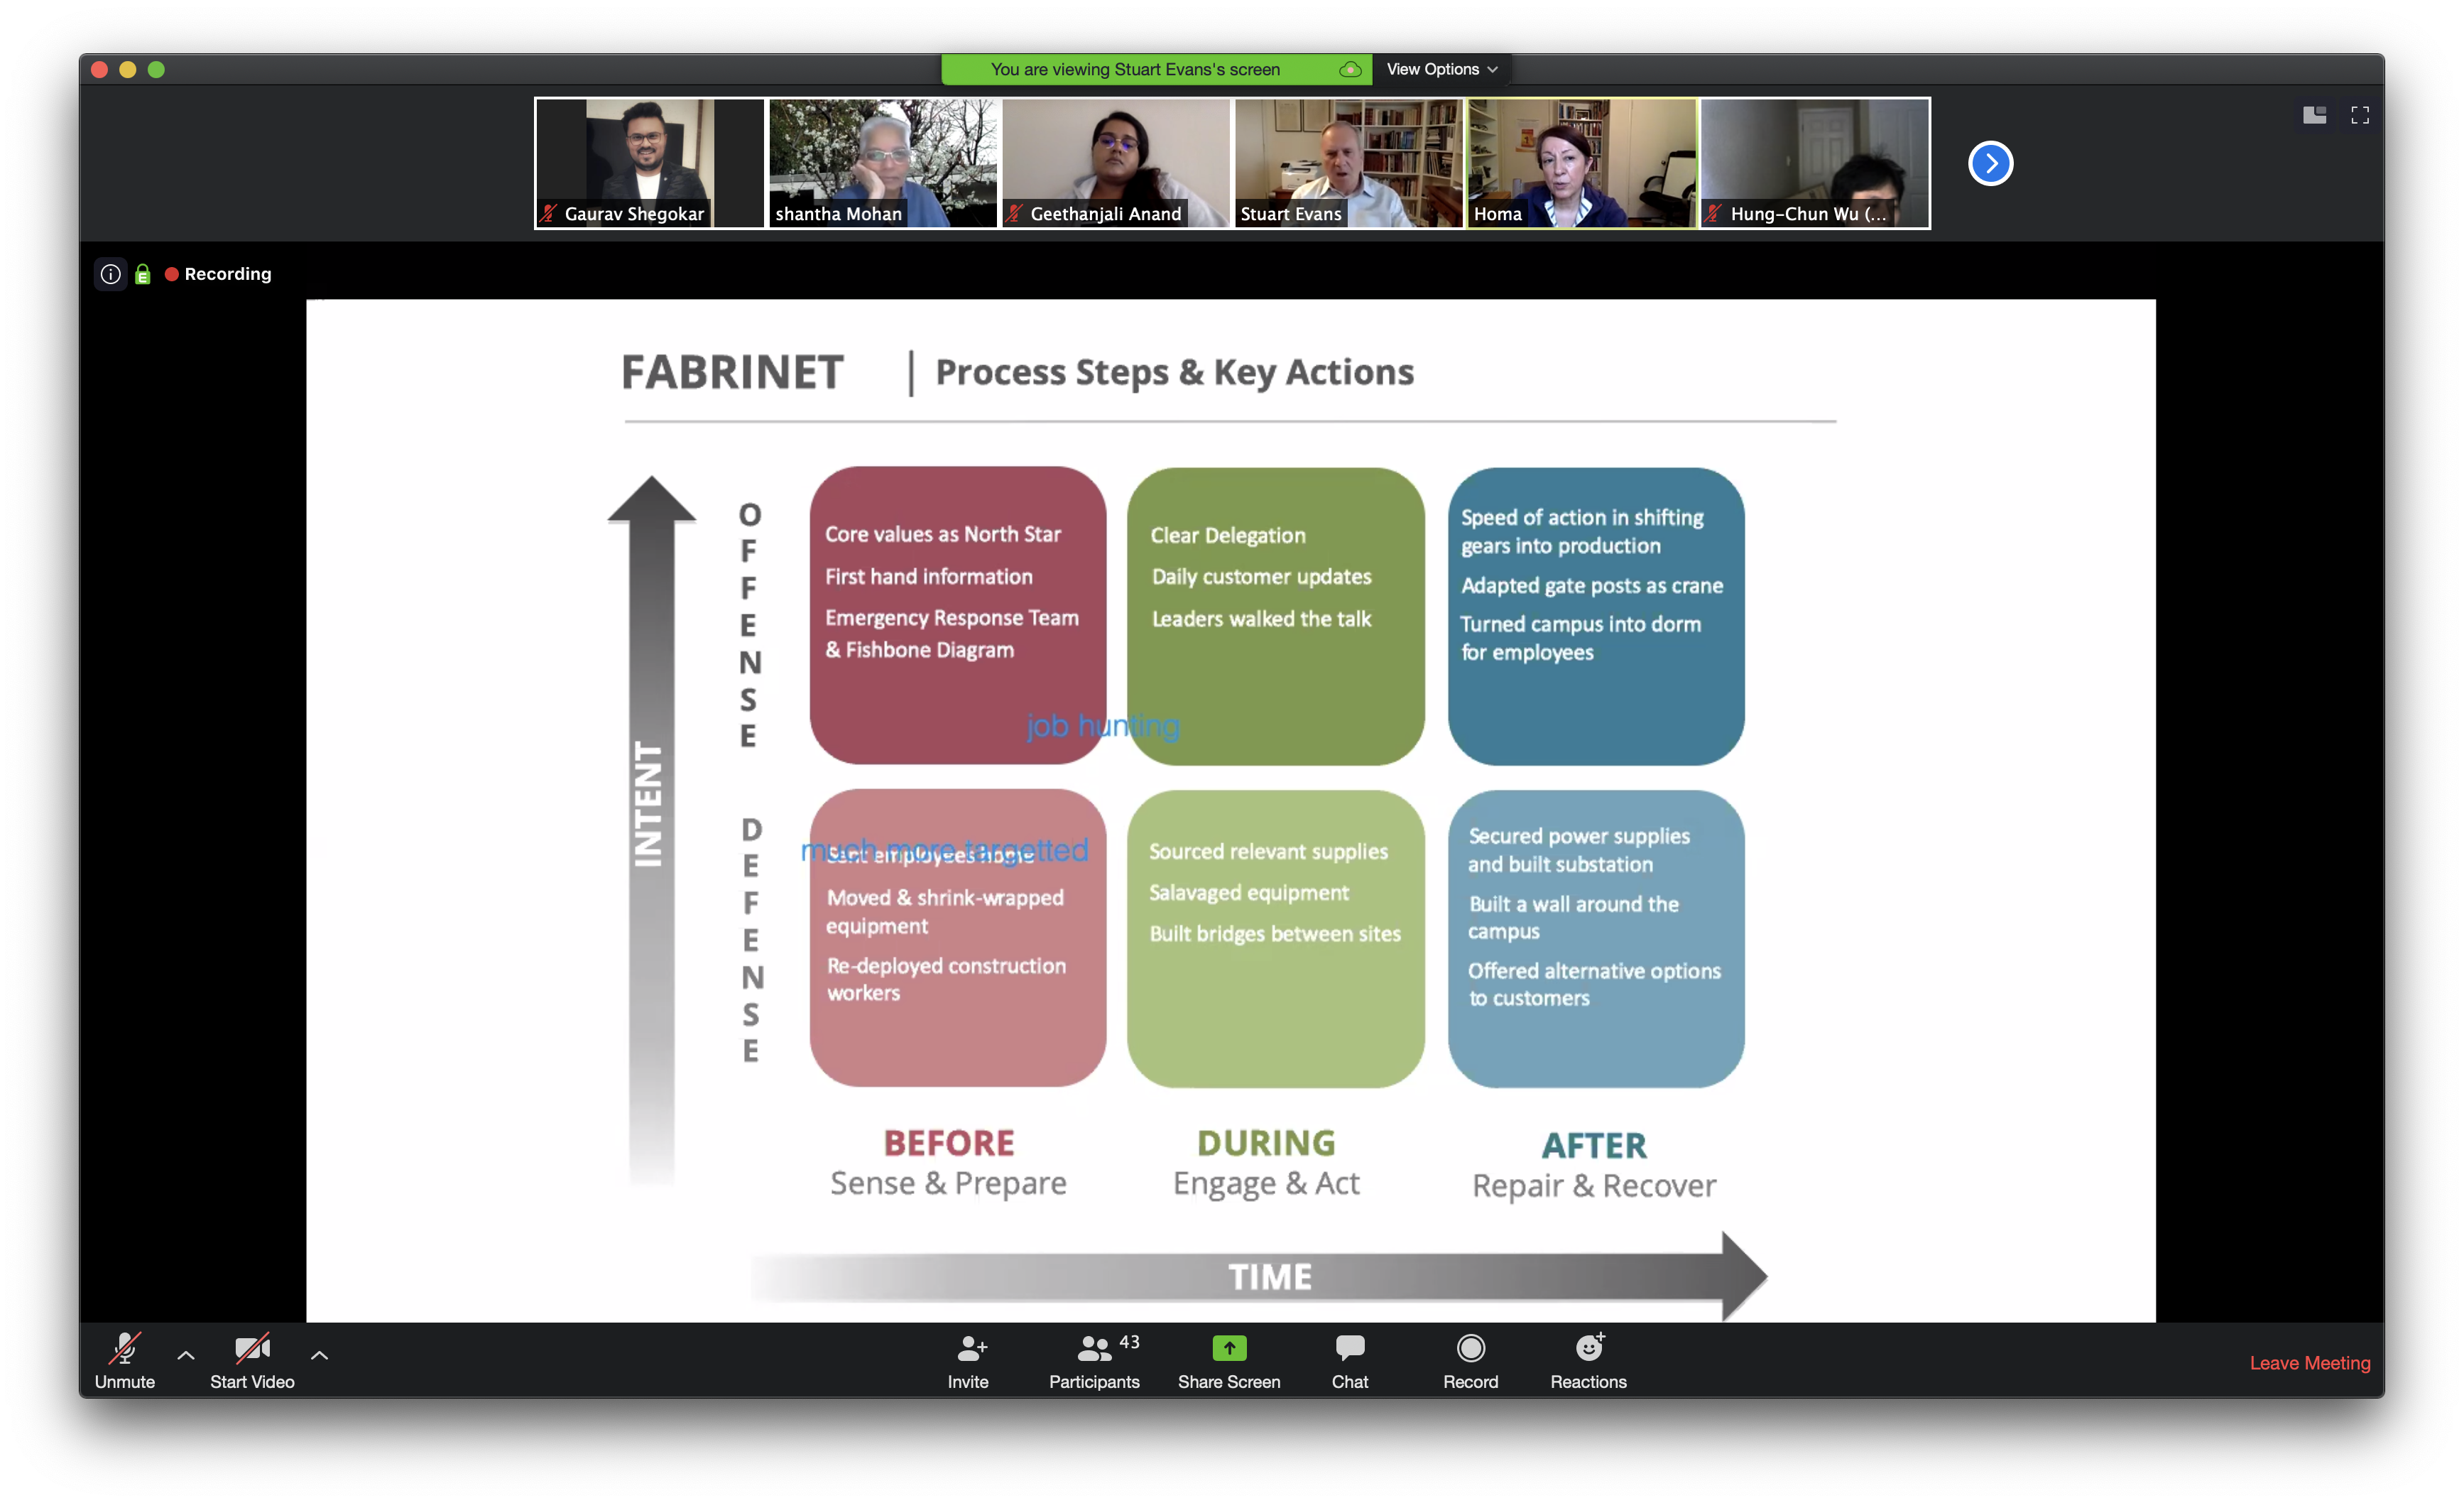 You are viewing Stuart Evans's screen
View Options
Gaurav Shegokar
shantha Mohan
Geethanjali Anand
Stuart Evans
Homa
Hung-Chun Wu (...
Recording
FABRINET | Process Steps & Key Actions
INTENT
OFFENSE
Core values as North Star
First hand information
Emergency Response Team
& Fishbone Diagram
Clear Delegation
Daily customer updates
Leaders walked the talk
Speed of action in shifting
gears into production
Adapted gate posts as crane
Turned campus into dorm
for employees
job hunting
DEFENSE
much more targetted
Sent employees home
Moved & shrink-wrapped
equipment
Re-deployed construction
workers
Sourced relevant supplies
Salavaged equipment
Built bridges between sites
Secured power supplies
and built substation
Built a wall around the
campus
Offered alternative options
to customers
BEFORE
Sense & Prepare
DURING
Engage & Act
AFTER
Repair & Recover
TIME
Unmute
Start Video
Invite
43
Participants
Share Screen
Chat
Record
Reactions
Leave Meeting